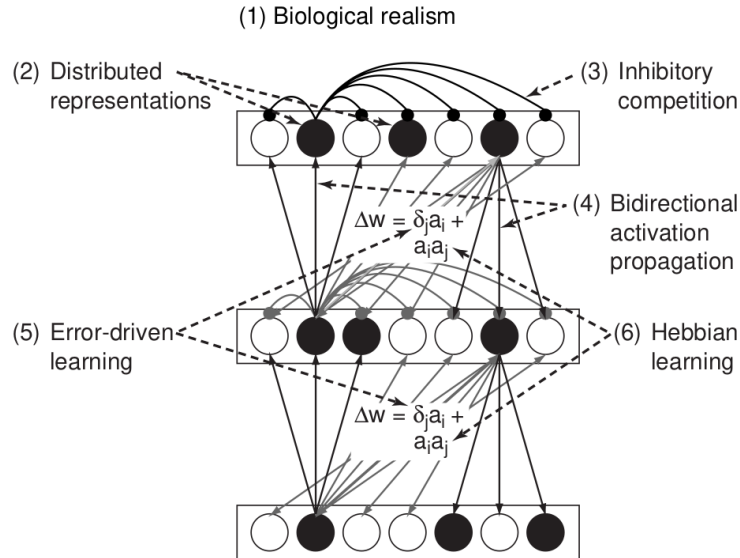 (1) Biological realism
(2) Distributed
representations
(3) Inhibitory
competition
Δw = δⱼaᵢ +
aᵢaⱼ
(4) Bidirectional
activation
propagation
(5) Error-driven
learning
(6) Hebbian
learning
Δw = δⱼaᵢ +
aᵢaⱼ